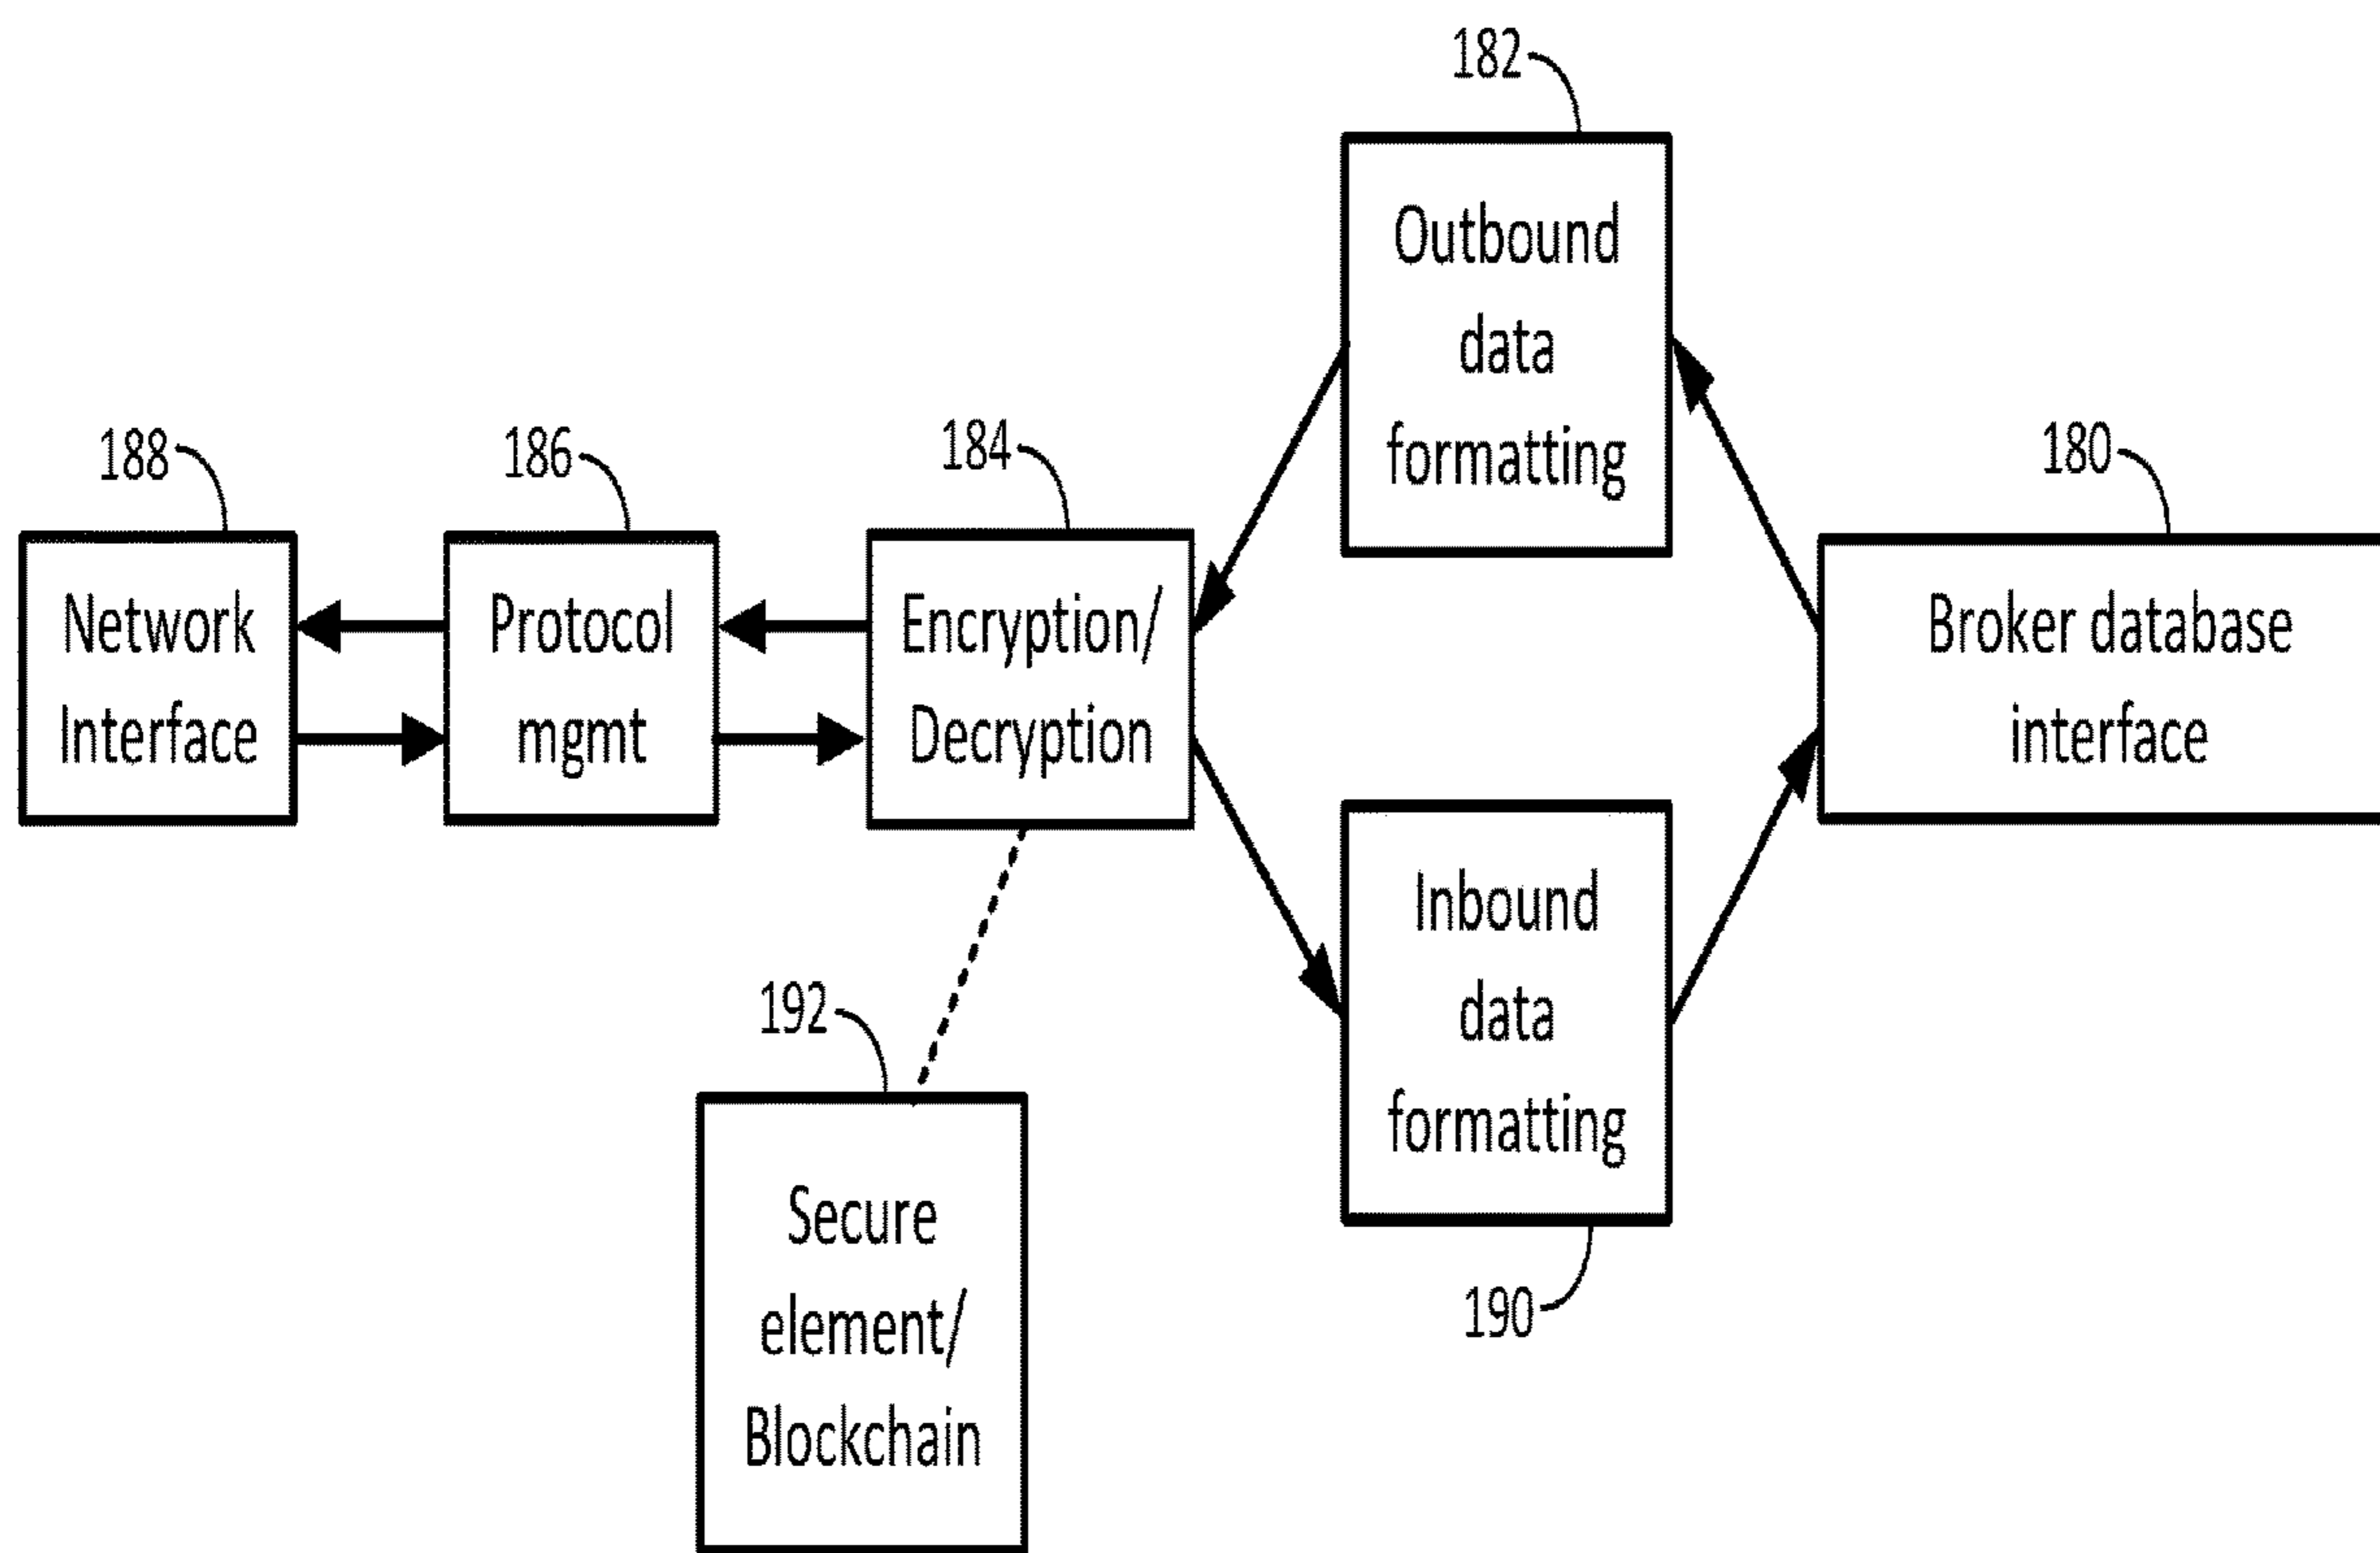 182
Outbound
data
formatting
188
186
184
180
Network
Interface
Protocol
mgmt
Encryption/
Decryption
Broker database
interface
Inbound
data
formatting
190
192
Secure
element/
Blockchain